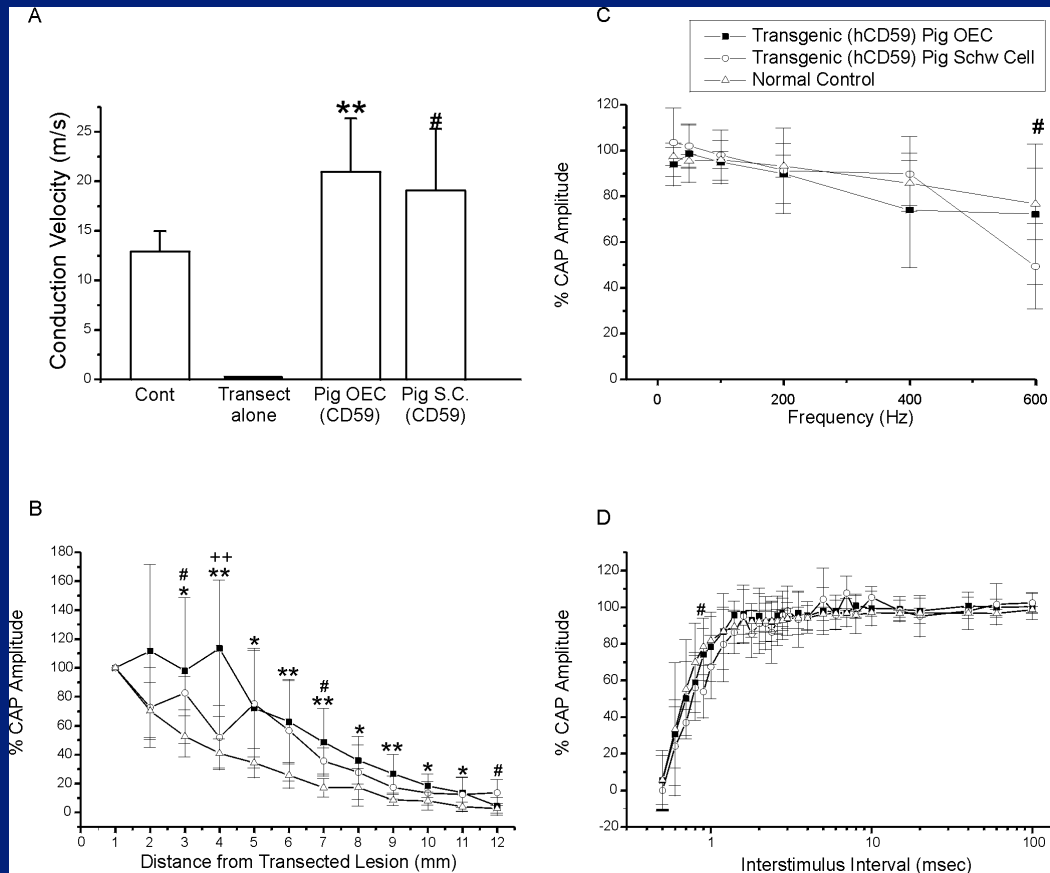 A
Conduction Velocity (m/s)
25
20
15
10
5
0
**
#
Cont
Transect alone
Pig OEC (CD59)
Pig S.C. (CD59)
C
Transgenic (hCD59) Pig OEC
Transgenic (hCD59) Pig Schw Cell
Normal Control
% CAP Amplitude
120
100
80
60
40
20
0
#
0 200 400 600
Frequency (Hz)
B
% CAP Amplitude
180
160
140
120
100
80
60
40
20
0
#
*
++
**
*
**
#
**
*
**
*
*
#
0 1 2 3 4 5 6 7 8 9 10 11 12
Distance from Transected Lesion (mm)
D
% CAP Amplitude
120
100
80
60
40
20
0
-20
#
1 10 100
Interstimulus Interval (msec)